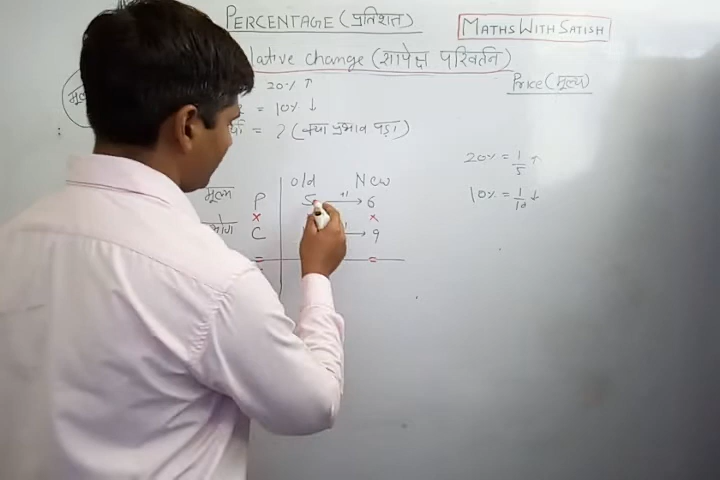 PERCENTAGE (प्रतिशत)
MATHS WITH SATISH
lative change (सापेक्ष परिवर्तन)
Price (मूल्य)
20% ↑
= 10% ↓
= ? (क्या प्रभाव पड़ा)
20% = 1/5 ↑
10% = 1/10 ↓
old New
मूल्य P 5 +1 → 6
× ×
C → 9
= =